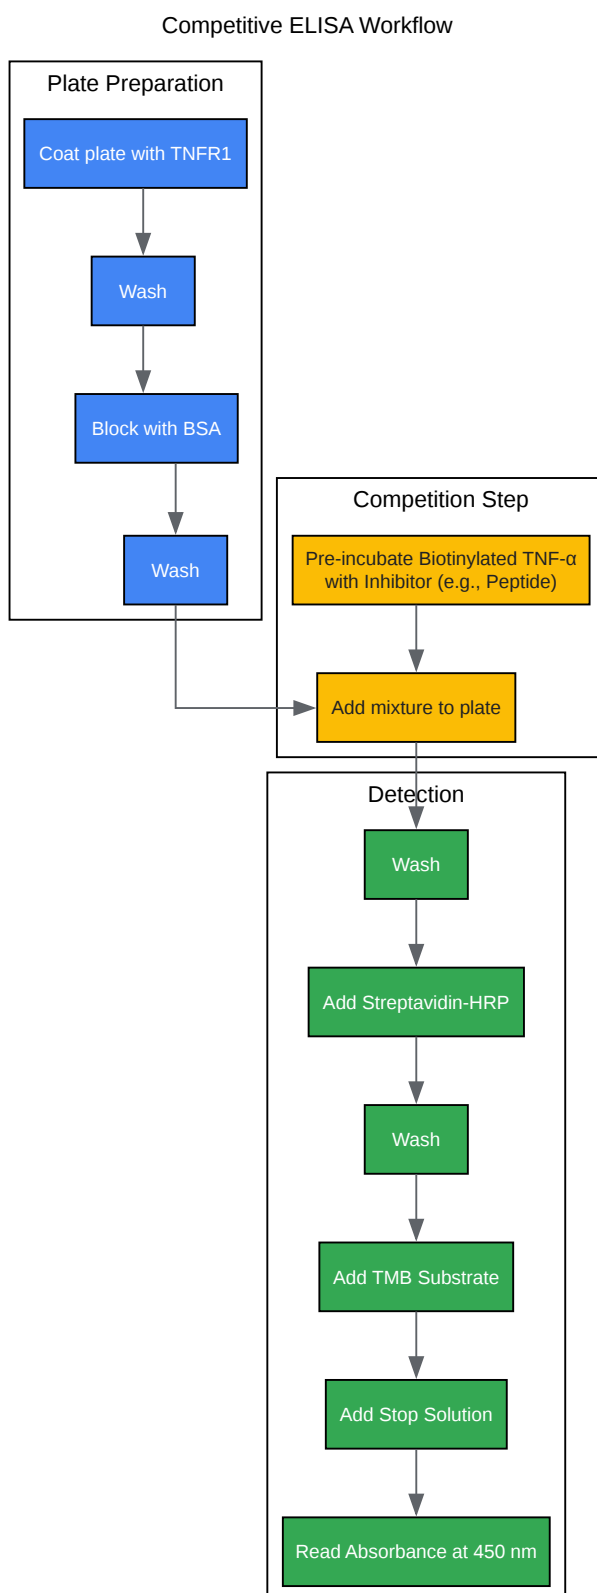 Competitive ELISA Workflow
Plate Preparation
Coat plate with TNFR1
Wash
Block with BSA
Wash
Competition Step
Pre-incubate Biotinylated TNF-α
with Inhibitor (e.g., Peptide)
Add mixture to plate
Detection
Wash
Add Streptavidin-HRP
Wash
Add TMB Substrate
Add Stop Solution
Read Absorbance at 450 nm